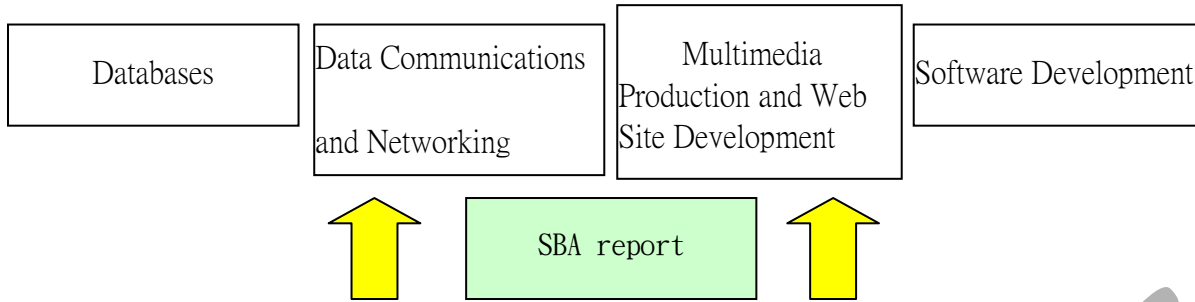 Databases
Data Communications
and Networking
Multimedia
Production and Web
Site Development
Software Development
SBA report